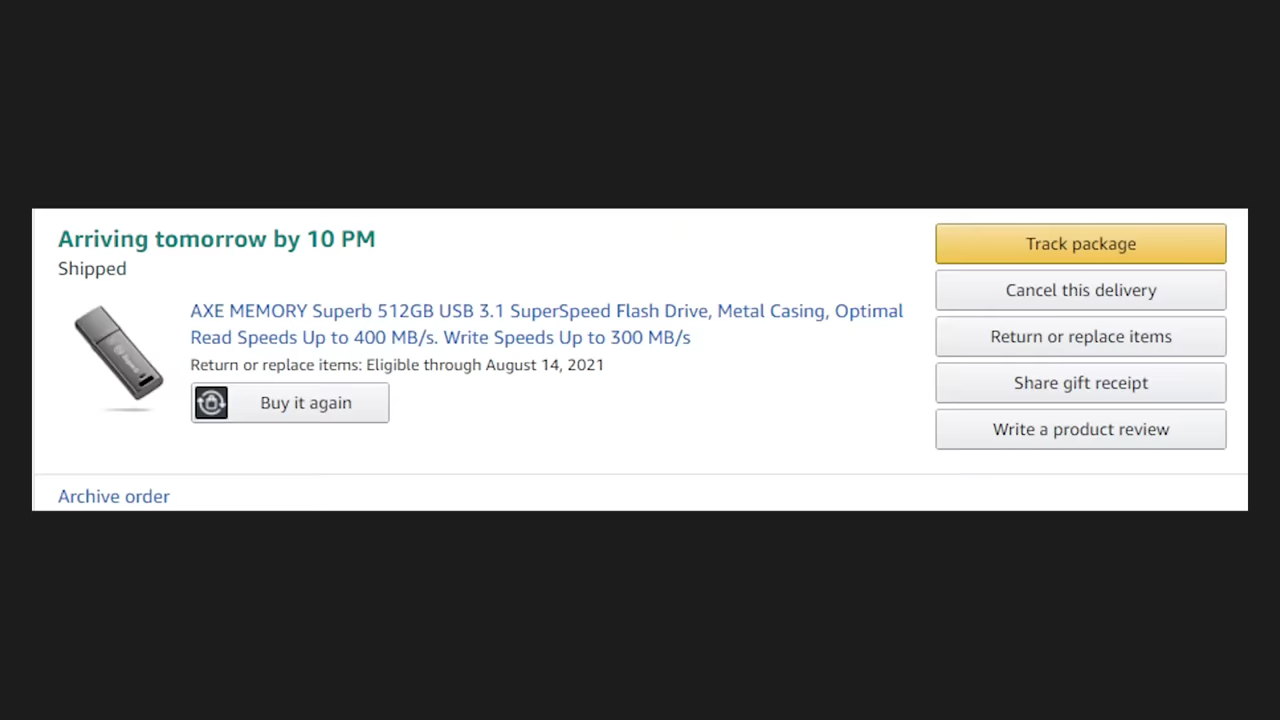 Arriving tomorrow by 10 PM
Shipped
AXE MEMORY Superb 512GB USB 3.1 SuperSpeed Flash Drive, Metal Casing, Optimal
Read Speeds Up to 400 MB/s. Write Speeds Up to 300 MB/s
Return or replace items: Eligible through August 14, 2021
Buy it again
Track package
Cancel this delivery
Return or replace items
Share gift receipt
Write a product review
Archive order